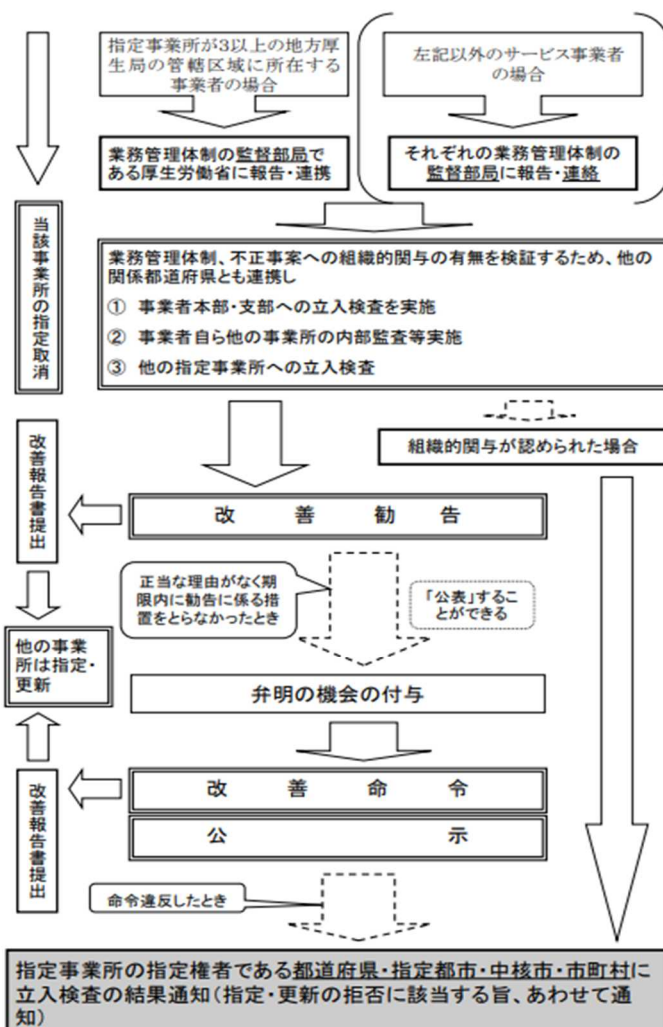 指定事業所が3以上の地方厚
生局の管轄区域に所在する
事業者の場合
左記以外のサービス事業者
の場合
業務管理体制の監督部局で
ある厚生労働省に報告・連携
それぞれの業務管理体制の
監督部局に報告・連絡
当該事業所の指定取消
業務管理体制、不正事案への組織的関与の有無を検証するため、他の
関係都道府県とも連携し
① 事業者本部・支部への立入検査を実施
② 事業者自ら他の事業所の内部監査等実施
③ 他の指定事業所への立入検査
組織的関与が認められた場合
改善報告書提出
改 善 勧 告
正当な理由がなく期
限内に勧告に係る措
置をとらなかったとき
「公表」するこ
とができる
他の事業
所は指定・
更新
弁明の機会の付与
改善報告書提出
改 善 命 令
公 示
命令違反したとき
指定事業所の指定権者である都道府県・指定都市・中核市・市町村に
立入検査の結果通知(指定・更新の拒否に該当する旨、あわせて通
知)